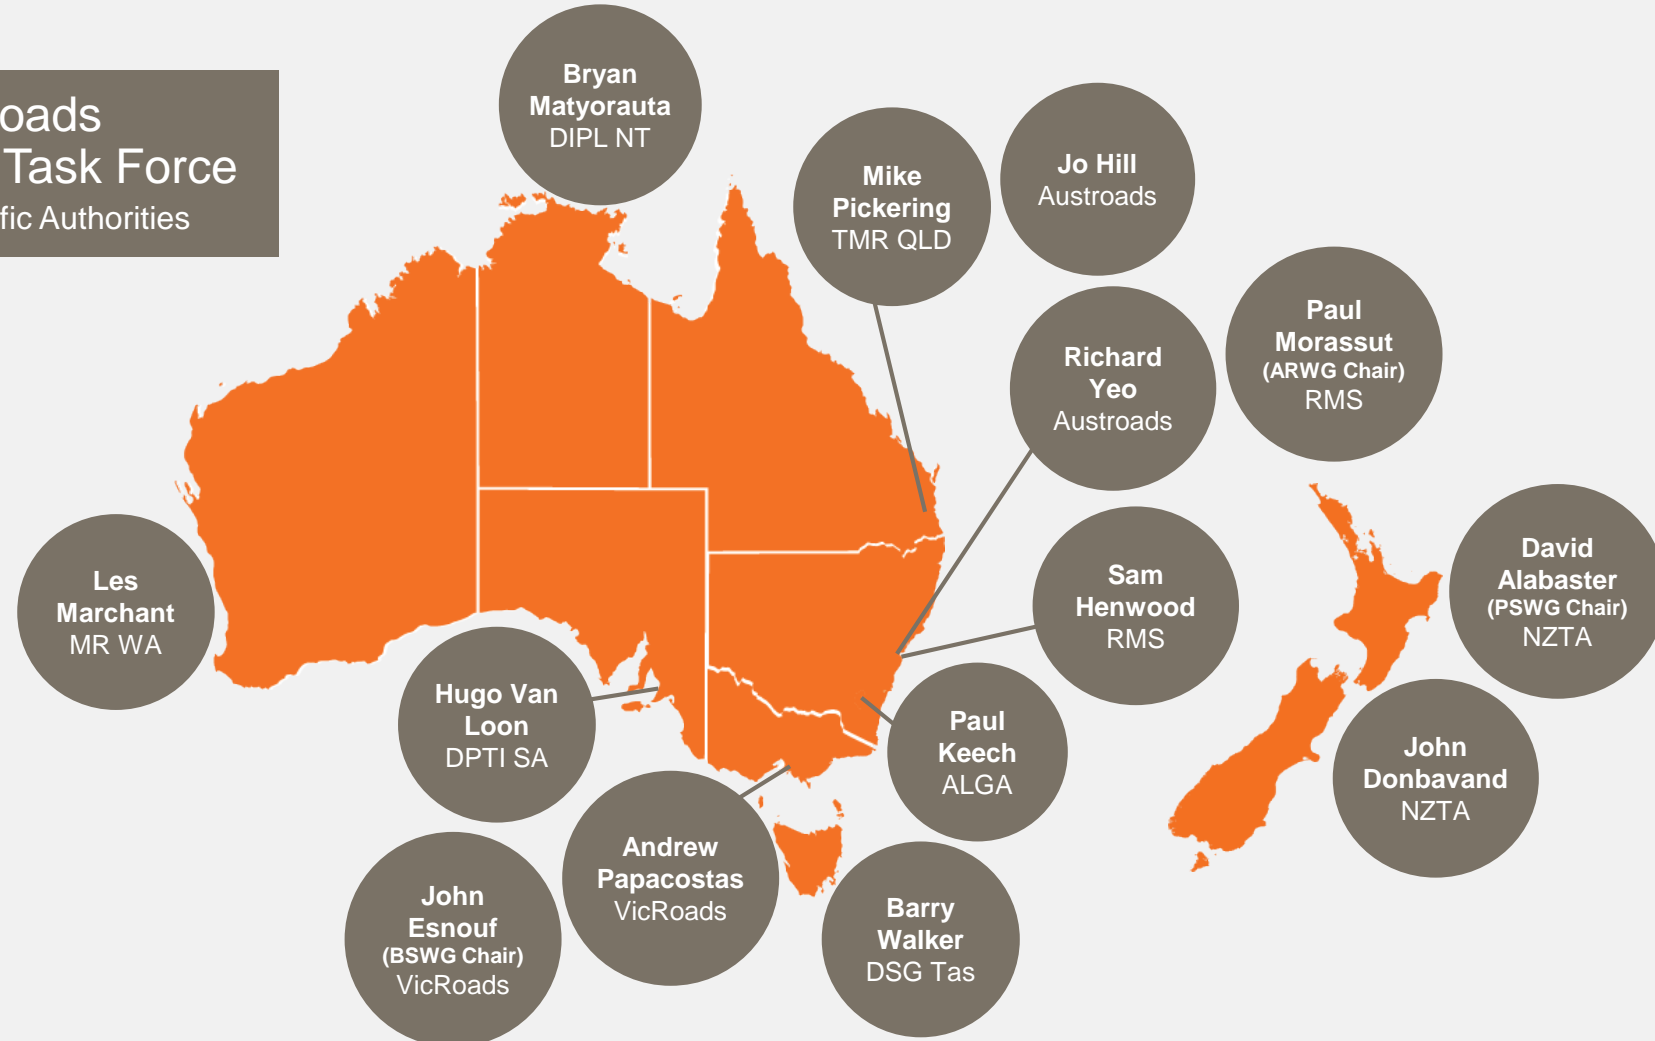 oads
Task Force
fic Authorities
Bryan
Matyorauta
DIPL NT
Mike
Pickering
TMR QLD
Jo Hill
Austroads
Richard
Yeo
Austroads
Paul
Morassut
(ARWG Chair)
RMS
Les
Marchant
MR WA
Sam
Henwood
RMS
David
Alabaster
(PSWG Chair)
NZTA
Hugo Van
Loon
DPTI SA
Paul
Keech
ALGA
John
Donbavand
NZTA
Andrew
Papacostas
VicRoads
John
Esnouf
(BSWG Chair)
VicRoads
Barry
Walker
DSG Tas